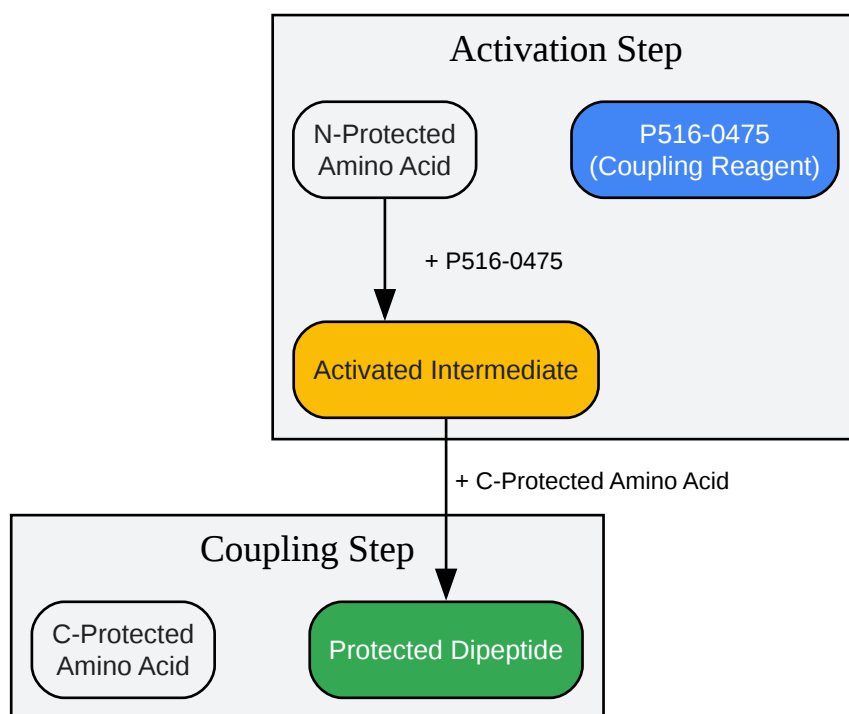 Activation Step
N-Protected
Amino Acid
P516-0475
(Coupling Reagent)
+ P516-0475
Activated Intermediate
+ C-Protected Amino Acid
Coupling Step
C-Protected
Amino Acid
Protected Dipeptide